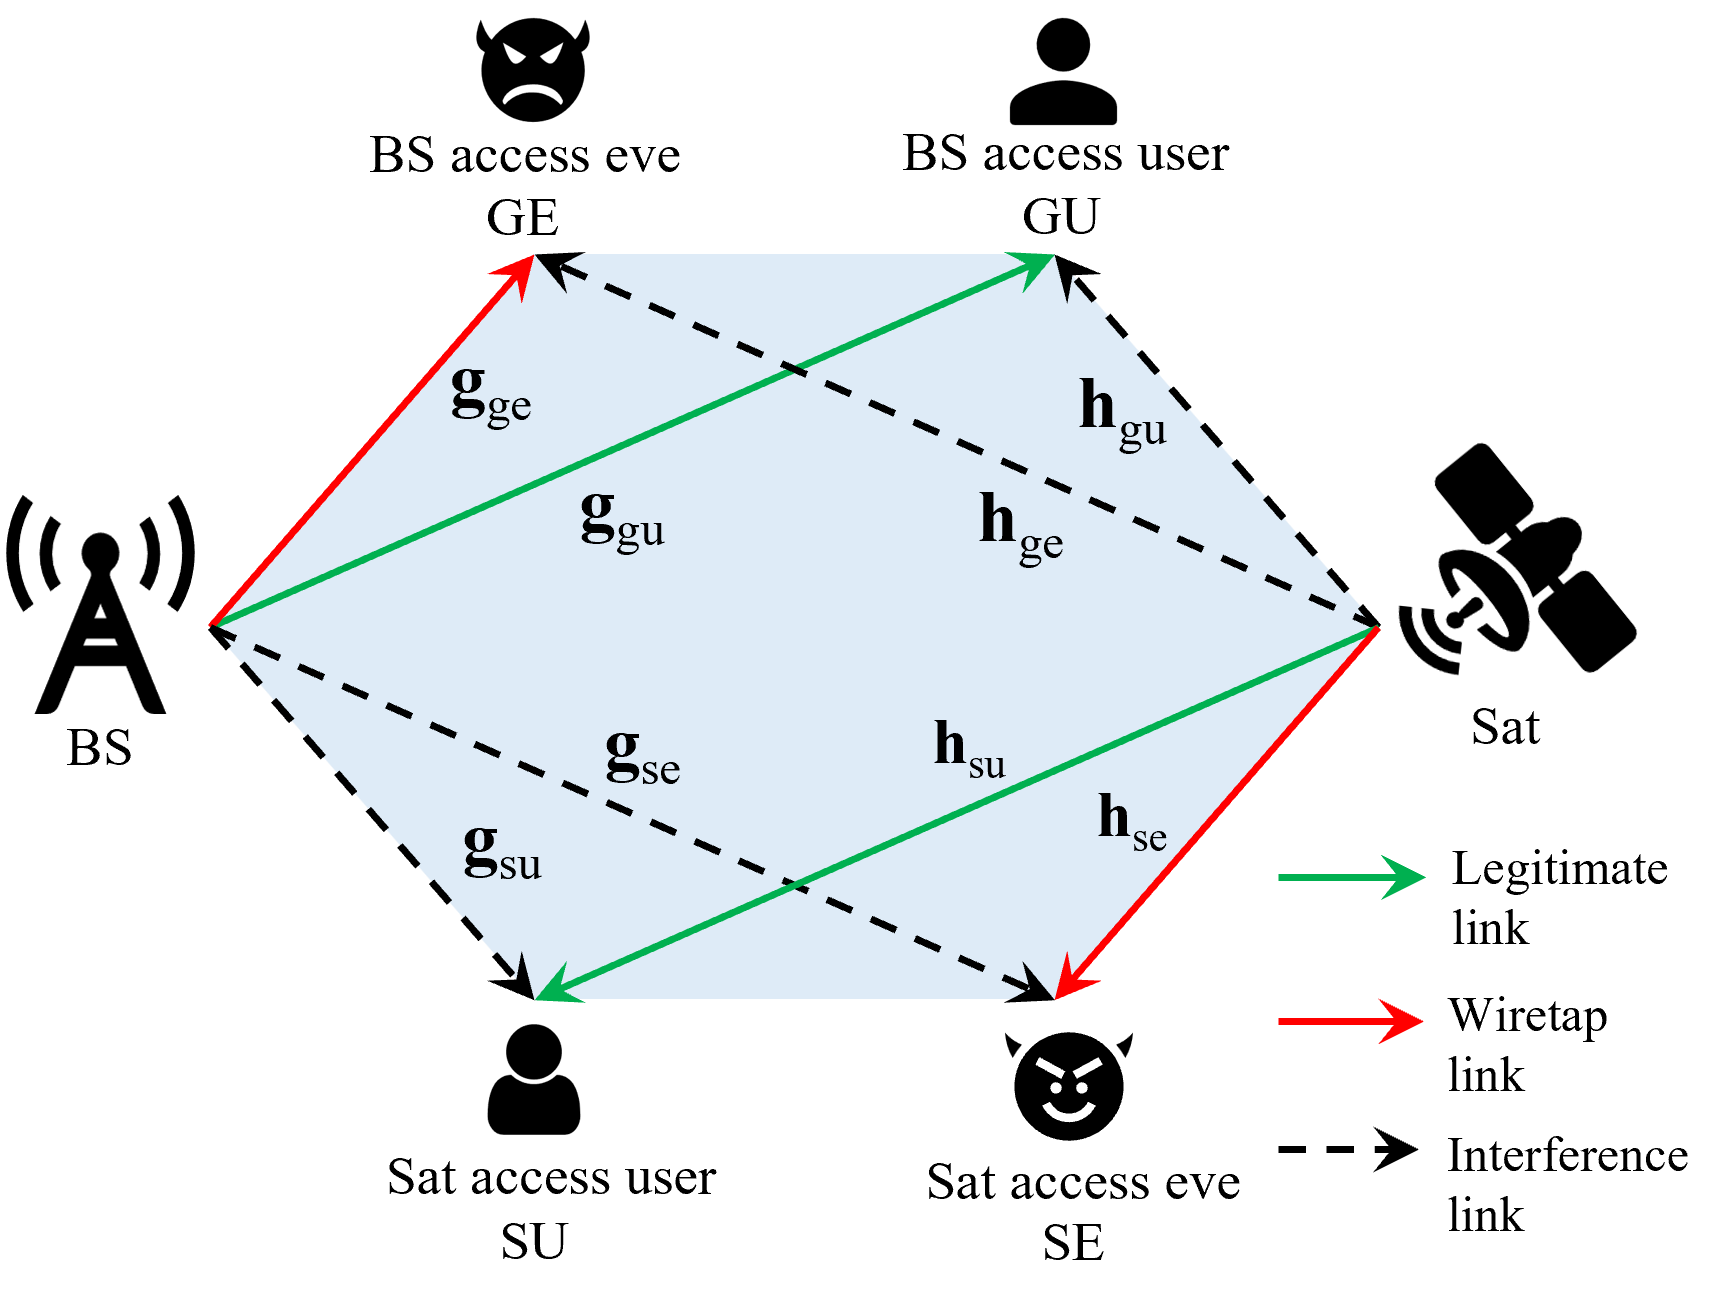 BS access eve
GE
BS access user
GU
g_ge
h_gu
g_gu
h_ge
BS
Sat
g_se
h_su
g_su
h_se
Legitimate
link
Wiretap
link
Interference
link
Sat access user
SU
Sat access eve
SE